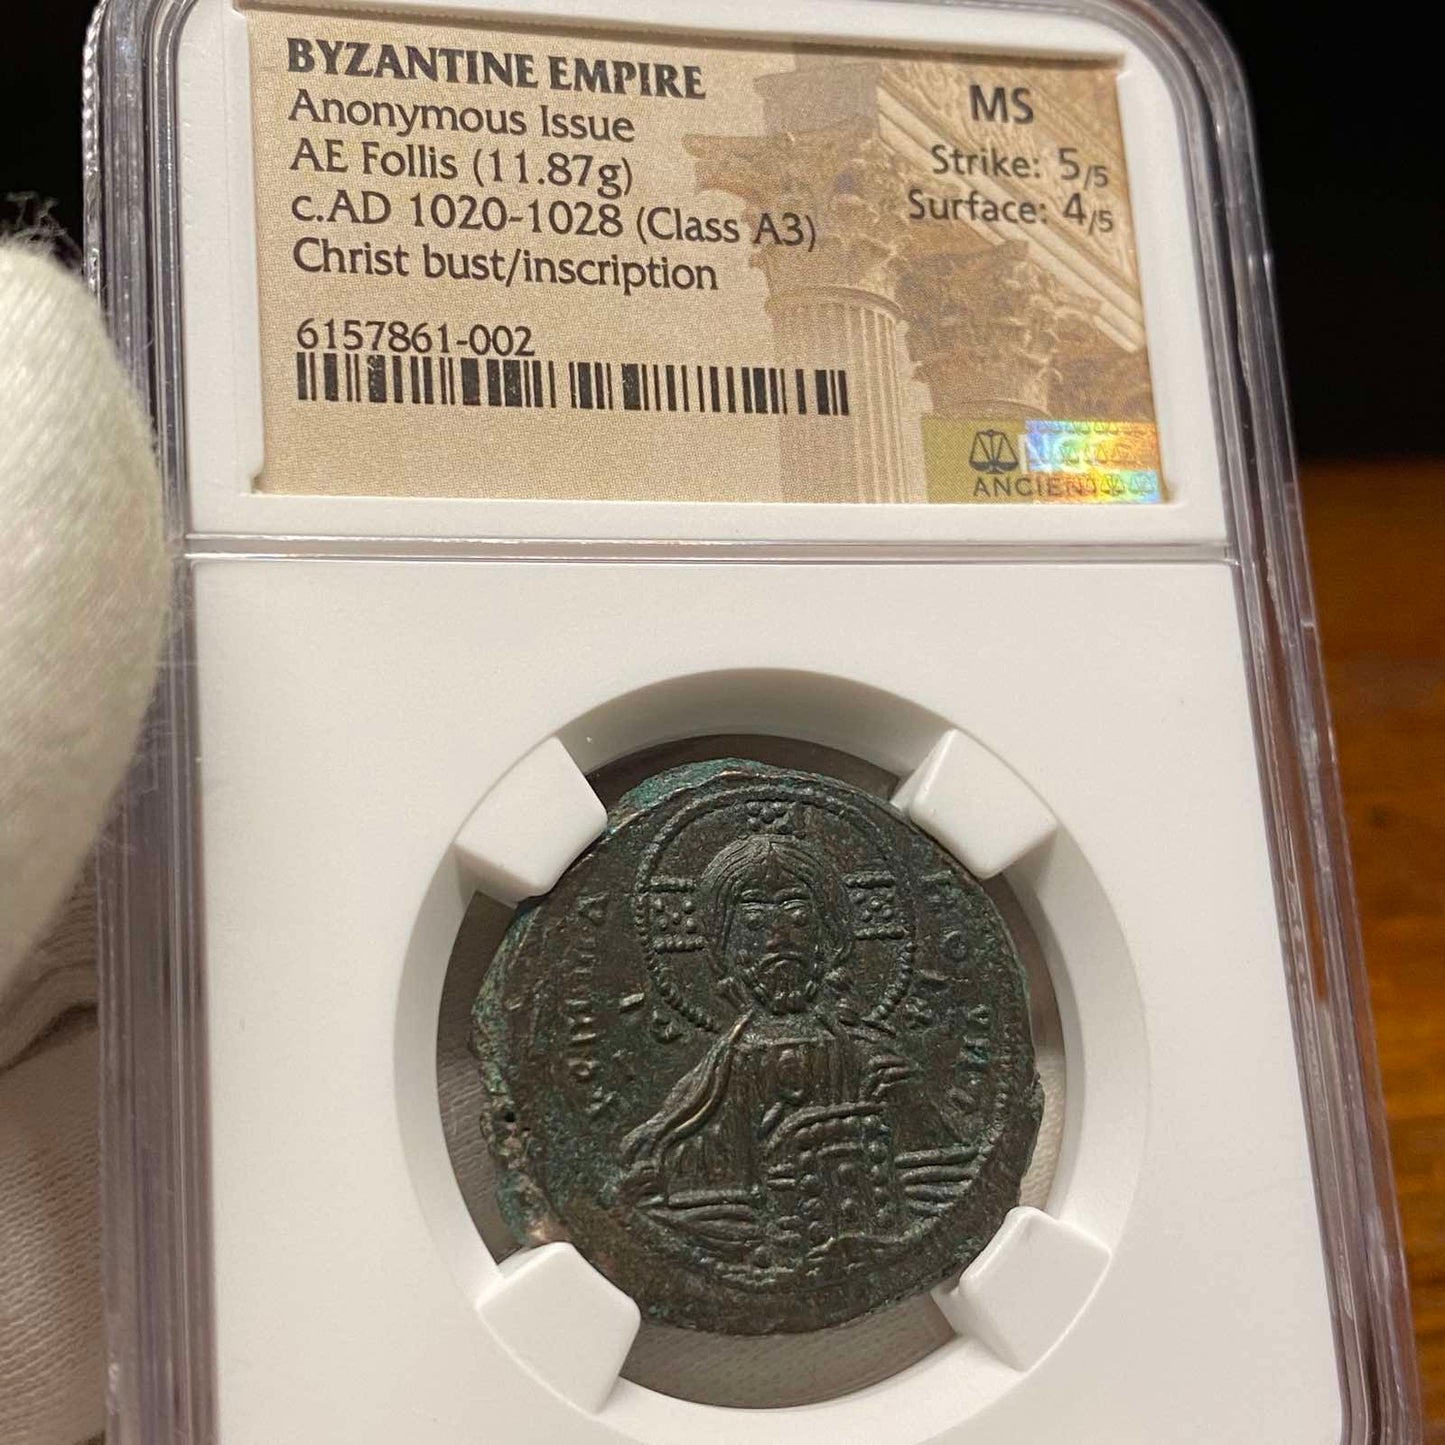 BYZANTINE EMPIRE
Anonymous Issue
AE Follis (11.87g)
c.AD 1020-1028 (Class A3)
Christ bust/inscription
6157861-002
MS
Strike: 5/5
Surface: 4/5
ANCIENT